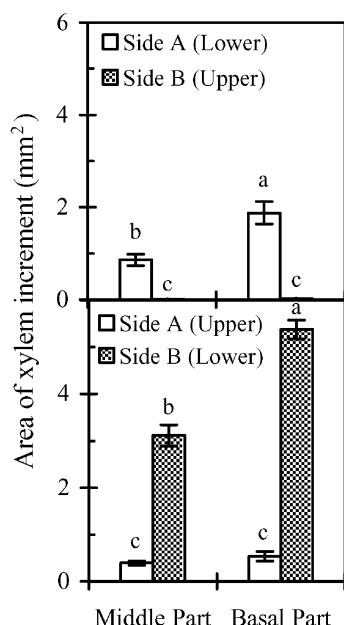 6
Side A (Lower)
Side B (Upper)
4
a
2
b
c
c
0
Area of xylem increment (mm²)
Side A (Upper)
a
Side B (Lower)
4
b
2
c
c
0
Middle Part Basal Part